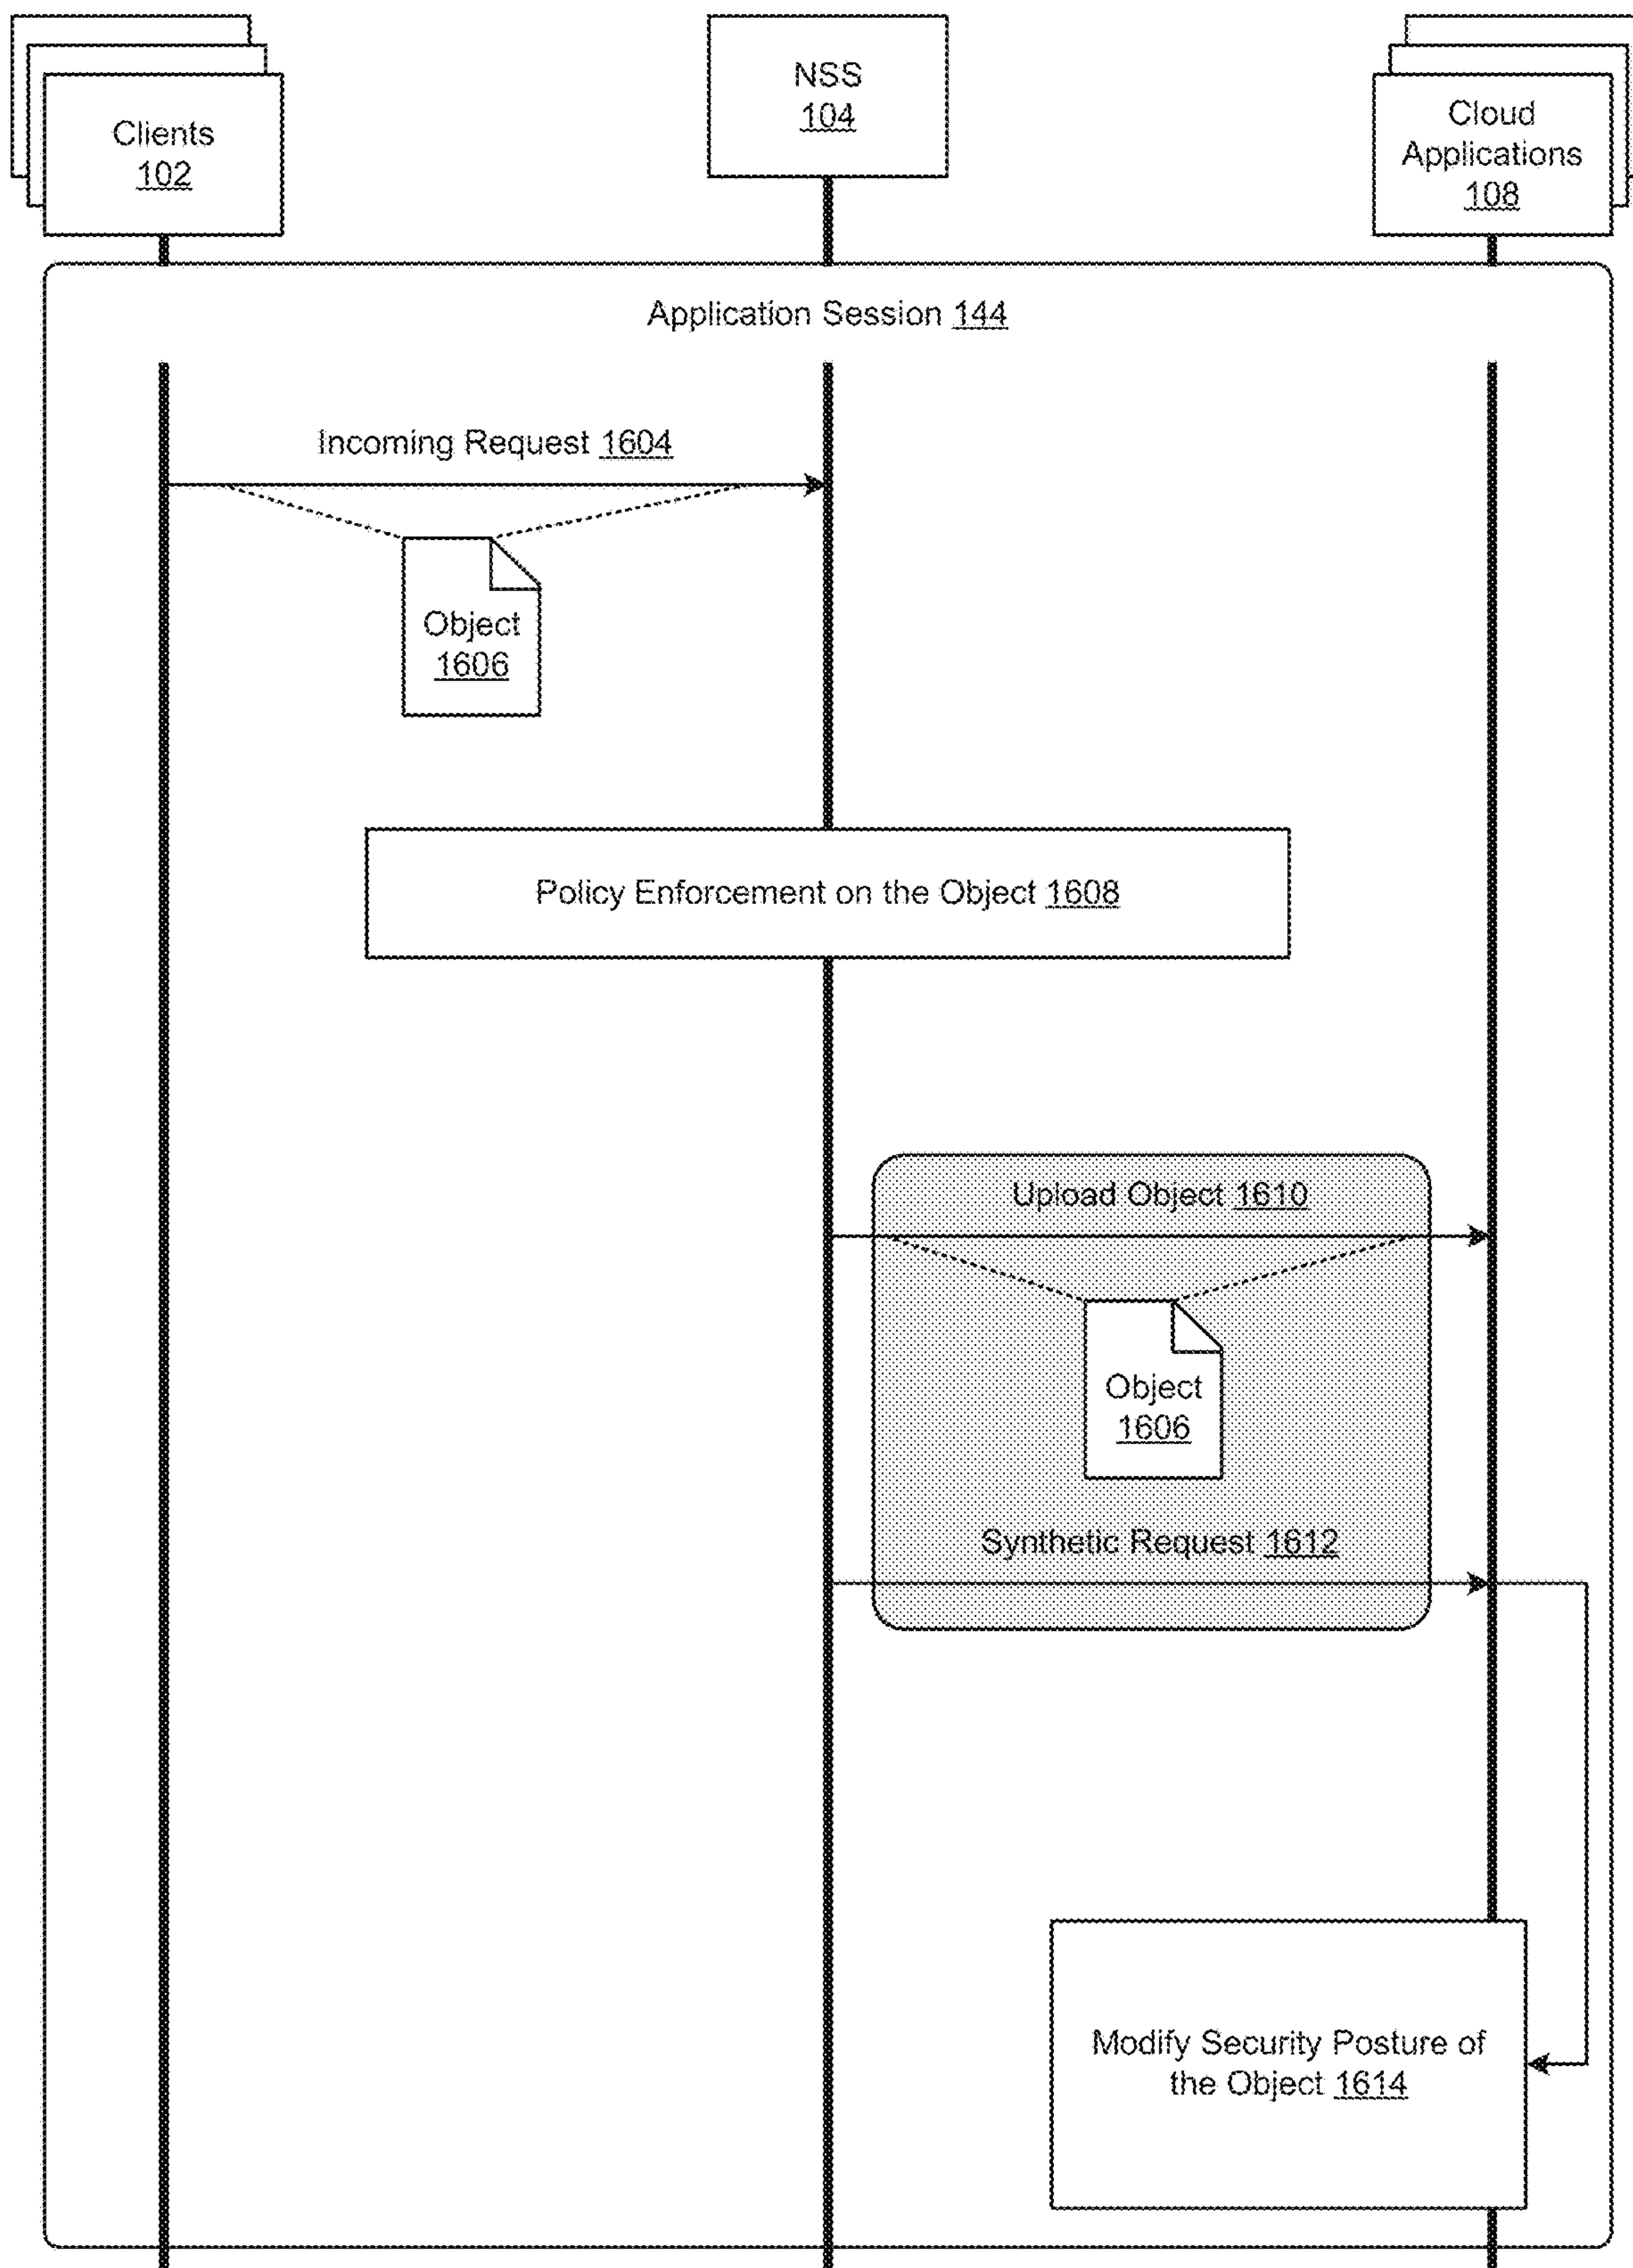 Clients
102
NSS
104
Cloud
Applications
108
Application Session 144
Incoming Request 1604
Object
1606
Policy Enforcement on the Object 1608
Upload Object 1610
Object
1606
Synthetic Request 1612
Modify Security Posture of
the Object 1614